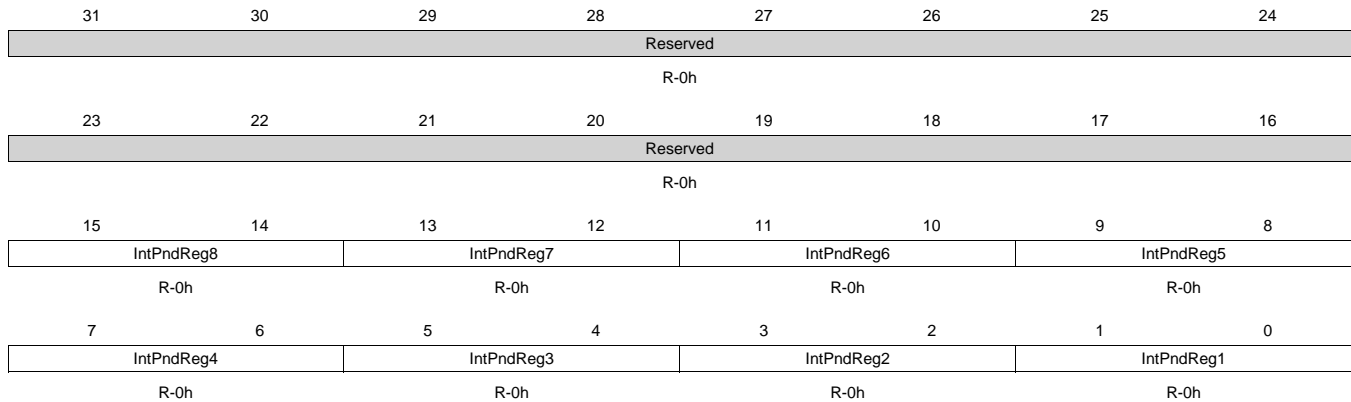 31 30 29 28 27 26 25 24
Reserved
R-0h
23 22 21 20 19 18 17 16
Reserved
R-0h
15 14 13 12 11 10 9 8
IntPndReg8 IntPndReg7 IntPndReg6 IntPndReg5
R-0h R-0h R-0h R-0h
7 6 5 4 3 2 1 0
IntPndReg4 IntPndReg3 IntPndReg2 IntPndReg1
R-0h R-0h R-0h R-0h